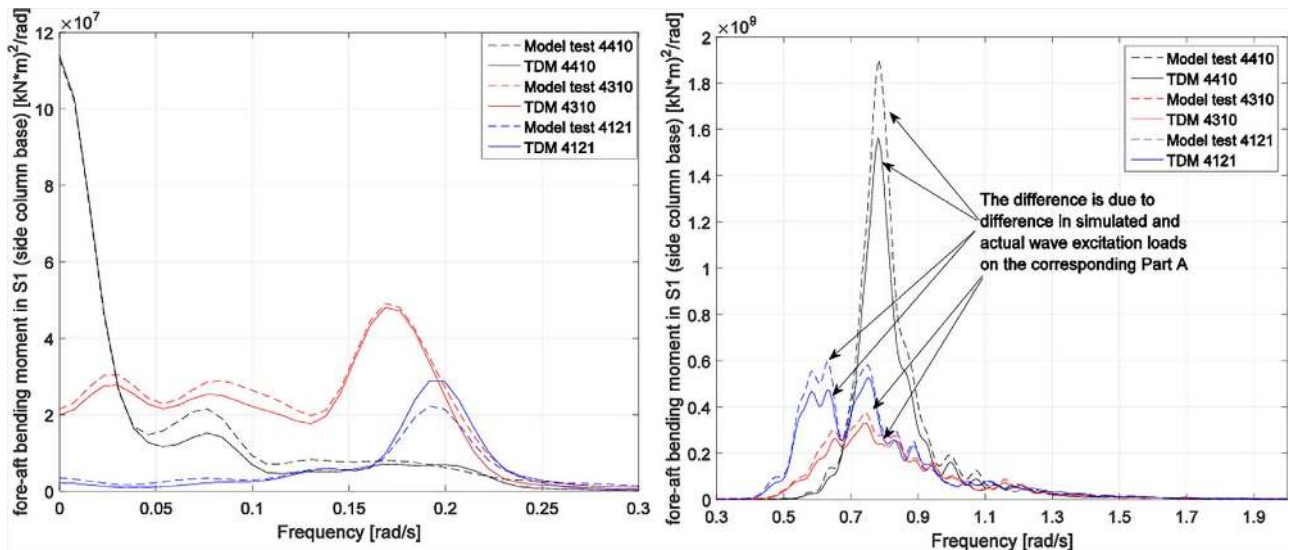 ×10^7
fore-aft bending moment in S1 (side column base) [kN*m)^2/rad]
12
10
8
6
4
2
0
0
0.05
0.1
0.15
0.2
0.25
0.3
Frequency [rad/s]
Model test 4410
TDM 4410
Model test 4310
TDM 4310
Model test 4121
TDM 4121
×10^9
fore-aft bending moment in S1 (side column base) [kN*m)^2/rad]
2
1.8
1.6
1.4
1.2
1
0.8
0.6
0.4
0.2
0
0.3
0.5
0.7
0.9
1.1
1.3
1.5
1.7
1.9
Frequency [rad/s]
Model test 4410
TDM 4410
Model test 4310
TDM 4310
Model test 4121
TDM 4121
The difference is due to
difference in simulated and
actual wave excitation loads
on the corresponding Part A